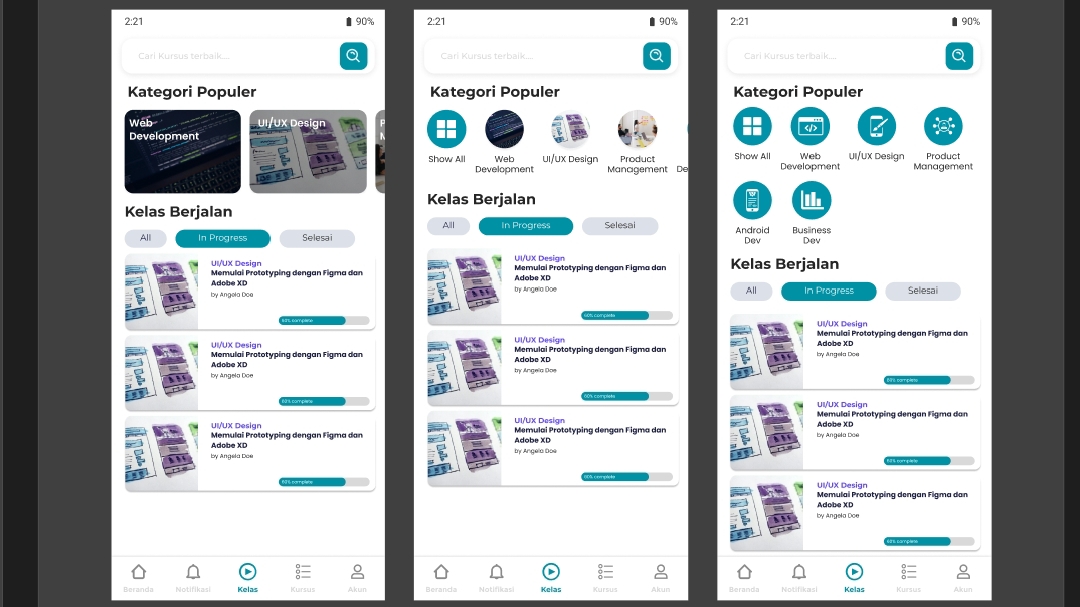 2:21
90%
Cari Kursus terbaik...
Kategori Populer
Web
Development
UI/UX Design
P
M
Kelas Berjalan
All
In Progress
Selesai
UI/UX Design
Memulai Prototyping dengan Figma dan
Adobe XD
by Angela Doe
60% complete
UI/UX Design
Memulai Prototyping dengan Figma dan
Adobe XD
by Angela Doe
60% complete
UI/UX Design
Memulai Prototyping dengan Figma dan
Adobe XD
by Angela Doe
60% complete
Beranda
Notifikasi
Kelas
Kursus
Akun
2:21
90%
Cari Kursus terbaik...
Kategori Populer
Show All
Web
Development
UI/UX Design
Product
Management
De
Kelas Berjalan
All
In Progress
Selesai
UI/UX Design
Memulai Prototyping dengan Figma dan
Adobe XD
by Angela Doe
60% complete
UI/UX Design
Memulai Prototyping dengan Figma dan
Adobe XD
by Angela Doe
60% complete
UI/UX Design
Memulai Prototyping dengan Figma dan
Adobe XD
by Angela Doe
60% complete
Beranda
Notifikasi
Kelas
Kursus
Akun
2:21
90%
Cari Kursus terbaik...
Kategori Populer
Show All
Web
Development
UI/UX Design
Product
Management
Android
Dev
Business
Dev
Kelas Berjalan
All
In Progress
Selesai
UI/UX Design
Memulai Prototyping dengan Figma dan
Adobe XD
by Angela Doe
60% complete
UI/UX Design
Memulai Prototyping dengan Figma dan
Adobe XD
by Angela Doe
60% complete
UI/UX Design
Memulai Prototyping dengan Figma dan
Adobe XD
by Angela Doe
60% complete
Beranda
Notifikasi
Kelas
Kursus
Akun